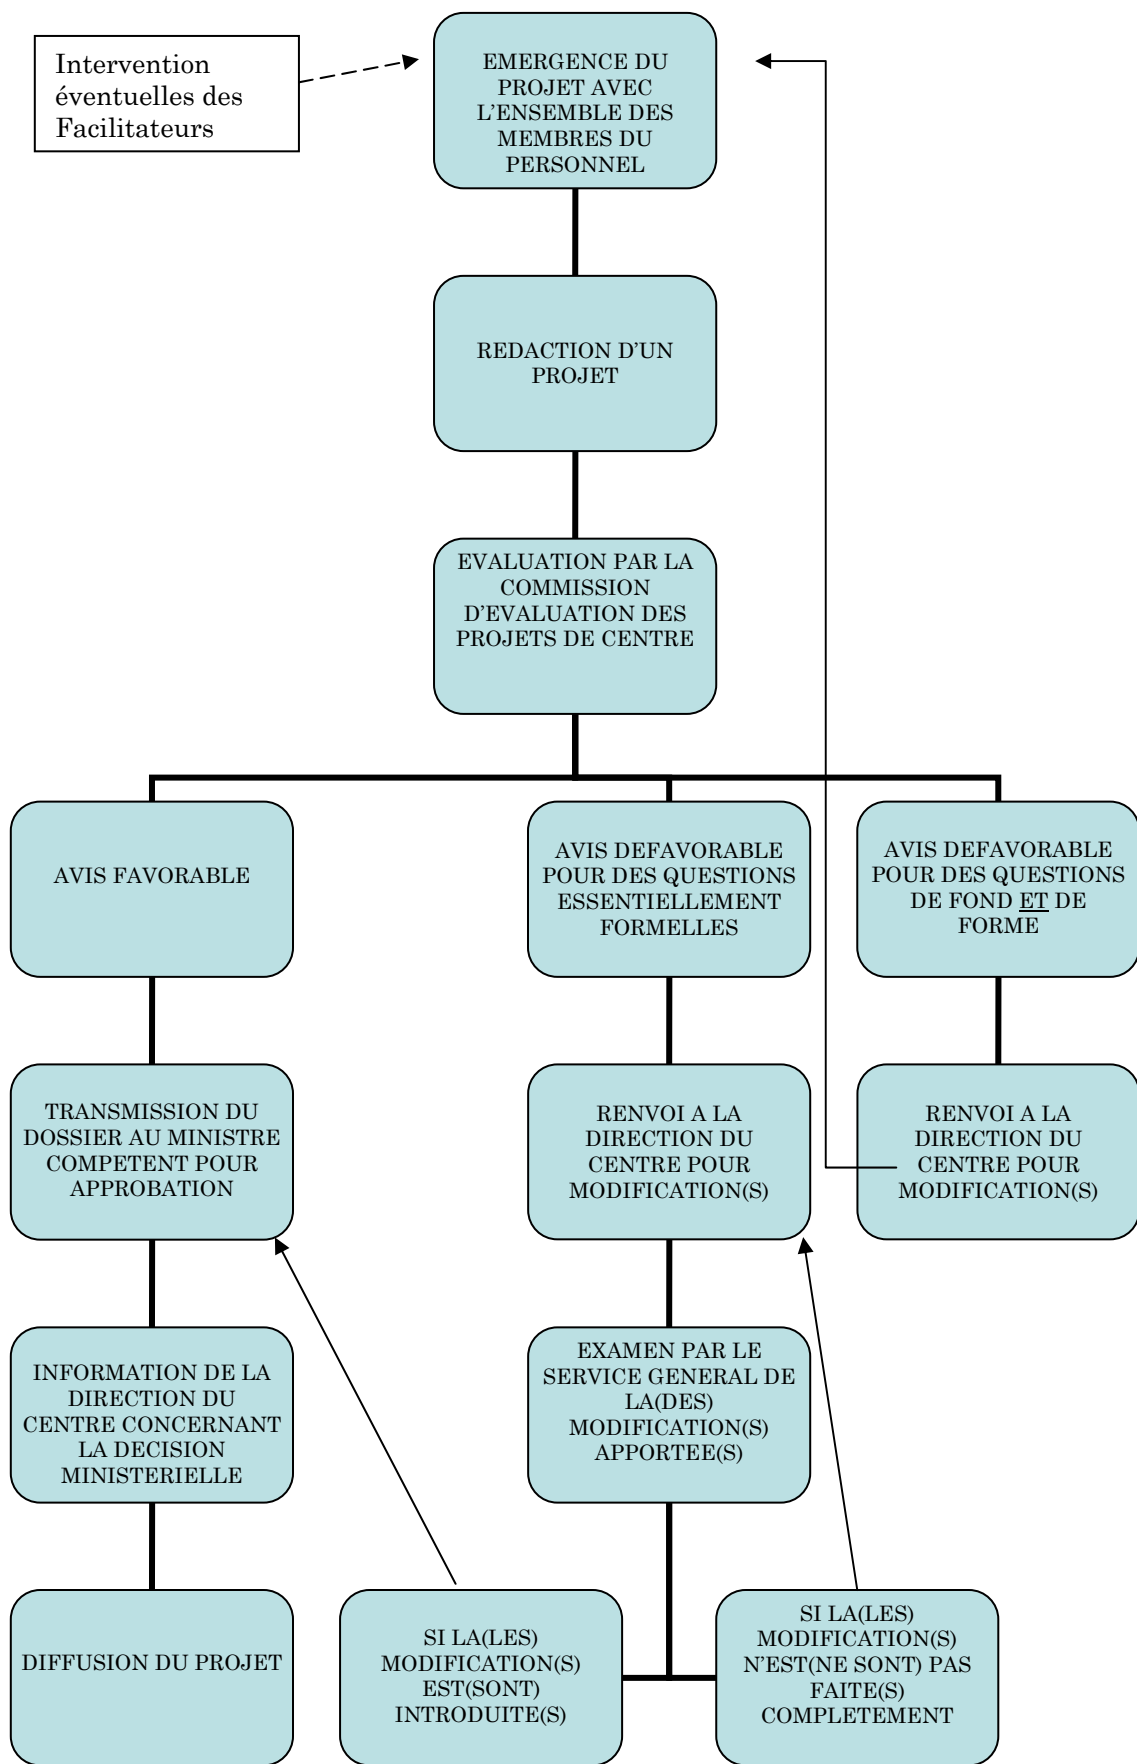 Intervention
éventuelles des
Facilitateurs
EMERGENCE DU
PROJET AVEC
L’ENSEMBLE DES
MEMBRES DU
PERSONNEL
REDACTION D’UN
PROJET
EVALUATION PAR LA
COMMISSION
D’EVALUATION DES
PROJETS DE CENTRE
AVIS FAVORABLE
AVIS DEFAVORABLE
POUR DES QUESTIONS
ESSENTIELLEMENT
FORMELLES
AVIS DEFAVORABLE
POUR DES QUESTIONS
DE FOND ET DE
FORME
TRANSMISSION DU
DOSSIER AU MINISTRE
COMPETENT POUR
APPROBATION
RENVOI A LA
DIRECTION DU
CENTRE POUR
MODIFICATION(S)
RENVOI A LA
DIRECTION DU
CENTRE POUR
MODIFICATION(S)
INFORMATION DE LA
DIRECTION DU
CENTRE CONCERNANT
LA DECISION
MINISTERIELLE
EXAMEN PAR LE
SERVICE GENERAL DE
LA(DES)
MODIFICATION(S)
APPORTEE(S)
DIFFUSION DU PROJET
SI LA(LES)
MODIFICATION(S)
EST(SONT)
INTRODUITE(S)
SI LA(LES)
MODIFICATION(S)
N’EST(NE SONT) PAS
FAITE(S)
COMPLETEMENT